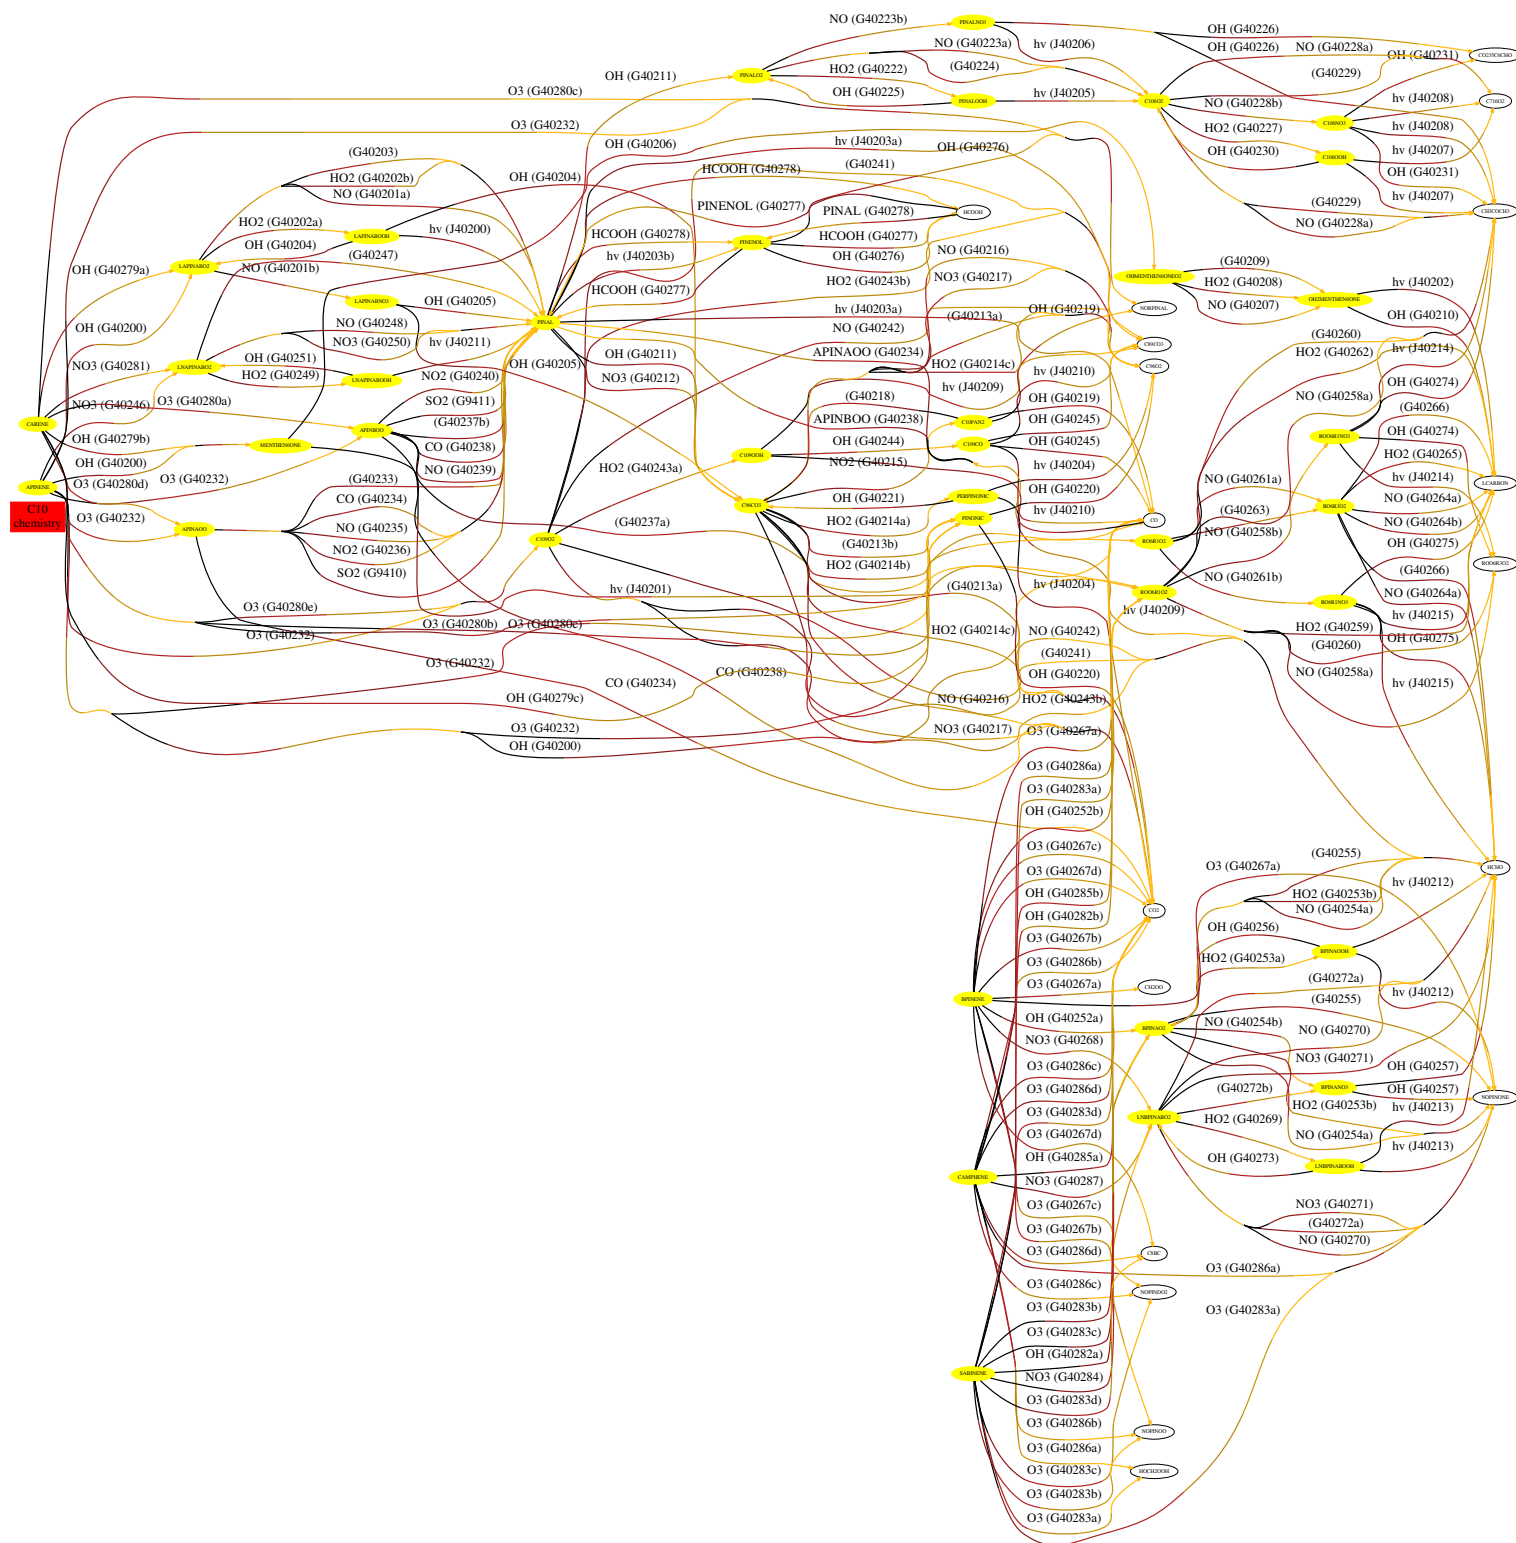 C10
chemistry
CARENE
APINENE
O3 (G40280c)
O3 (G40232)
OH (G40279a)
OH (G40200)
NO3 (G40281)
NO3 (G40246)
O3 (G40280a)
OH (G40279b)
OH (G40200)
O3 (G40280d)
O3 (G40232)
O3 (G40232)
(G40203)
HO2 (G40202b)
NO (G40201a)
HO2 (G40202a)
OH (G40204)
NO (G40201b)
(G40247)
LAPINABO2
LAPINABOOH
LAPINABNO3
LNAPINABO2
LNAPINABOOH
MENTHEN6ONE
APINBOO
APINAOO
hv (J40200)
OH (G40205)
NO (G40248)
NO3 (G40250)
hv (J40211)
OH (G40251)
HO2 (G40249)
NO2 (G40240)
SO2 (G9411)
(G40237b)
CO (G40238)
NO (G40239)
(G40233)
CO (G40234)
NO (G40235)
NO2 (G40236)
SO2 (G9410)
O3 (G40280e)
O3 (G40232)
O3 (G40280b)
O3 (G40280c)
O3 (G40232)
OH (G40279c)
O3 (G40232)
OH (G40200)
OH (G40204)
OH (G40205)
PINAL
C109O2
OH (G40211)
OH (G40206)
hv (J40203a)
OH (G40276)
HCOOH (G40278)
(G40241)
PINENOL (G40277)
PINAL (G40278)
HCOOH (G40278)
HCOOH (G40277)
hv (J40203b)
OH (G40276)
HCOOH (G40277)
HO2 (G40243b)
hv (J40203a)
NO (G40242)
APINAOO (G40234)
OH (G40211)
NO3 (G40212)
HO2 (G40243a)
(G40237a)
hv (J40201)
CO (G40234)
CO (G40238)
NO (G40223b)
PINALNO3
PINALO2
PINALOOH
NO (G40223a)
(G40224)
HO2 (G40222)
OH (G40225)
hv (J40206)
hv (J40205)
HCOOH
PINENOL
C109OOH
C96CO3
C10PAN2
C109CO
PERPINONIC
PINONIC
(G40218)
APINBOO (G40238)
OH (G40244)
NO2 (G40215)
OH (G40221)
HO2 (G40214a)
(G40213b)
HO2 (G40214b)
NO (G40216)
NO3 (G40217)
(G40213a)
OH (G40219)
HO2 (G40214c)
hv (J40209)
hv (J40210)
OH (G40219)
OH (G40245)
OH (G40245)
hv (J40204)
OH (G40220)
hv (J40210)
(G40213a)
hv (J40204)
hv (J40209)
HO2 (G40214c)
NO (G40242)
(G40241)
OH (G40220)
NO (G40216)
HO2 (G40243b)
NO3 (G40217)
OH (G40226)
OH (G40226)
NO (G40228a)
OH (G40231)
(G40229)
C106O2
NO (G40228b)
HO2 (G40227)
OH (G40230)
C106NO3
C106OOH
hv (J40208)
hv (J40208)
hv (J40207)
OH (G40231)
hv (J40207)
(G40229)
NO (G40228a)
CO235C6CHO
C716O2
CH3COCH3
OHMENTHEN6ONEO2
(G40209)
HO2 (G40208)
NO (G40207)
OH2MENTHEN6ONE
hv (J40202)
OH (G40210)
NORPINAL
C89CO3
C96O2
CO
(G40260)
HO2 (G40262)
hv (J40214)
NO (G40258a)
OH (G40274)
ROO6R1NO3
(G40266)
OH (G40274)
HO2 (G40265)
NO (G40261a)
hv (J40214)
LCARBON
RO6R3O2
NO (G40264a)
(G40263)
NO (G40258b)
NO (G40264b)
RO6R1O2
OH (G40275)
ROO6R3O2
(G40266)
NO (G40261b)
NO (G40264a)
ROO6R1O2
RO6R1NO3
hv (J40215)
HO2 (G40259)
OH (G40275)
(G40260)
NO (G40258a)
hv (J40215)
O3 (G40267a)
O3 (G40286a)
O3 (G40283a)
OH (G40252b)
O3 (G40267c)
O3 (G40267d)
OH (G40285b)
OH (G40282b)
O3 (G40267b)
O3 (G40286b)
O3 (G40267a)
BPINENE
OH (G40252a)
NO3 (G40268)
O3 (G40286c)
O3 (G40286d)
O3 (G40283d)
O3 (G40267d)
OH (G40285a)
CAMPHENE
NO3 (G40287)
O3 (G40267c)
O3 (G40267b)
O3 (G40286d)
O3 (G40286c)
O3 (G40283b)
O3 (G40283c)
OH (G40282a)
SABINENE
NO3 (G40284)
O3 (G40283d)
O3 (G40286b)
O3 (G40286a)
O3 (G40283c)
O3 (G40283b)
O3 (G40283a)
CO2
CH2OO
BPINAO2
LNBPINABO2
C8BC
NOPINDO2
NOPINOO
HOCH2OOH
O3 (G40267a)
(G40255)
HO2 (G40253b)
NO (G40254a)
hv (J40212)
HCHO
OH (G40256)
BPINAOOH
HO2 (G40253a)
(G40272a)
hv (J40212)
(G40255)
NO (G40254b)
NO (G40270)
NO3 (G40271)
OH (G40257)
BPINANO3
OH (G40257)
NOPINONE
(G40272b)
HO2 (G40253b)
hv (J40213)
HO2 (G40269)
NO (G40254a)
hv (J40213)
OH (G40273)
LNBPINABOOH
NO3 (G40271)
(G40272a)
NO (G40270)
O3 (G40286a)
O3 (G40283a)